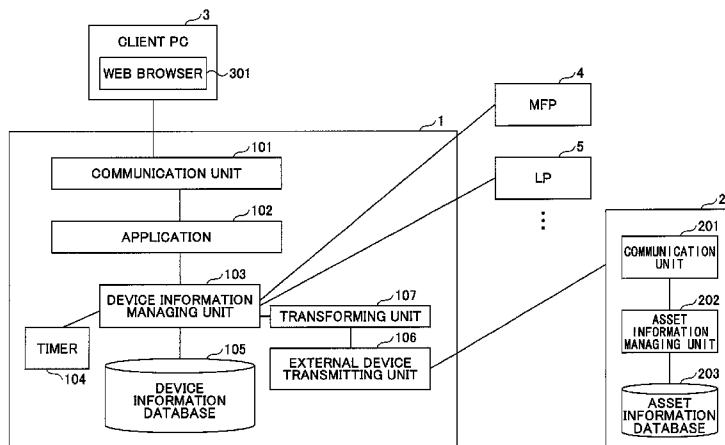 3
CLIENT PC
WEB BROWSER
301
4
MFP
1
101
COMMUNICATION UNIT
5
LP
102
APPLICATION
2
201
COMMUNICATION
UNIT
103
DEVICE INFORMATION
MANAGING UNIT
107
TRANSFORMING UNIT
202
ASSET
INFORMATION
MANAGING UNIT
106
EXTERNAL DEVICE
TRANSMITTING UNIT
TIMER
104
105
DEVICE
INFORMATION
DATABASE
203
ASSET
INFORMATION
DATABASE